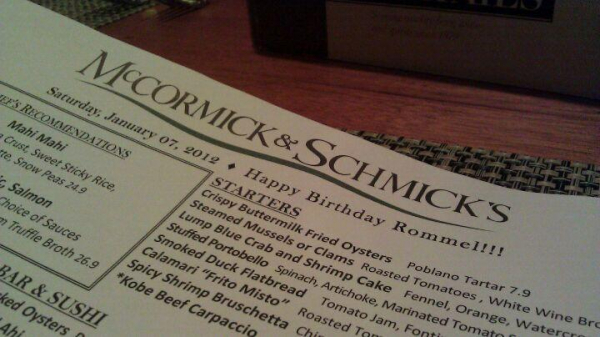 McCORMICK & SCHMICK'S
Saturday, January 07, 2012 ♦ Happy Birthday Rommel!!!
RECOMMENDATIONS
Mahi Mahi
Crust, Sweet Sticky Rice,
Snow Peas 24.9
Salmon
Choice of Sauces
Truffle Broth 26.9
BAR & SUSHI
Oysters
Ahi
STARTERS
Crispy Buttermilk Fried Oysters Poblano Tartar 7.9
Steamed Mussels or Clams Roasted Tomatoes, White Wine Bro
Lump Blue Crab and Shrimp Cake Fennel, Orange, Watercre
Stuffed Portobello Spinach, Artichoke, Marinated Tomato S
Smoked Duck Flatbread Tomato Jam, Fonti
Calamari "Frito Misto" Roasted Tom
Spicy Shrimp Bruschetta
*Kobe Beef Carpaccio